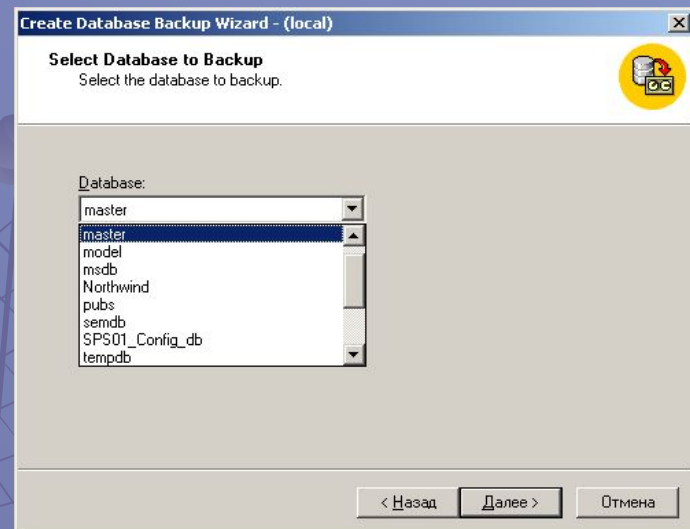 Create Database Backup Wizard - (local)
Select Database to Backup
Select the database to backup.
Database:
master
master
model
msdb
Northwind
pubs
semdb
SPS01_Config_db
tempdb
< Назад
Далее >
Отмена